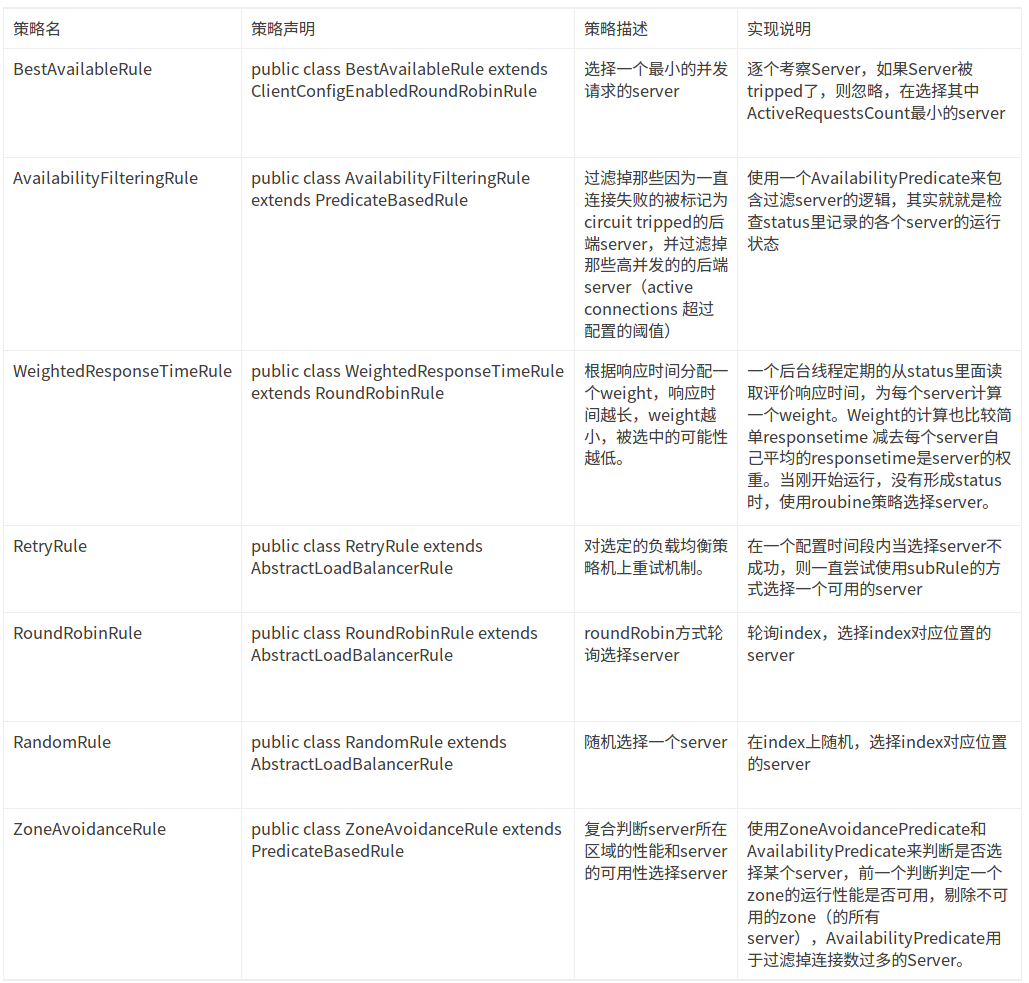 策略名
策略声明
策略描述
实现说明
BestAvailableRule
public class BestAvailableRule extends
ClientConfigEnabledRoundRobinRule
选择一个最小的并发
请求的server
逐个考察Server，如果Server被
tripped了，则忽略，在选择其中
ActiveRequestsCount最小的server
AvailabilityFilteringRule
public class AvailabilityFilteringRule
extends PredicateBasedRule
过滤掉那些因为一直
连接失败的被标记为
circuit tripped的后
端server，并过滤掉
那些高并发的的后端
server（active
connections 超过
配置的阈值）
使用一个AvailabilityPredicate来包
含过滤server的逻辑，其实就就是检
查status里记录的各个server的运行
状态
WeightedResponseTimeRule
public class WeightedResponseTimeRule
extends RoundRobinRule
根据响应时间分配一
个weight，响应时
间越长，weight越
小，被选中的可能性
越低。
一个后台线程定期的从status里面读
取评价响应时间，为每个server计算
一个weight。Weight的计算也比较简
单responsetime 减去每个server自
己平均的responsetime是server的权
重。当刚开始运行，没有形成status
时，使用roubine策略选择server。
RetryRule
public class RetryRule extends
AbstractLoadBalancerRule
对选定的负载均衡策
略机上重试机制。
在一个配置时间段内当选择server不
成功，则一直尝试使用subRule的方
式选择一个可用的server
RoundRobinRule
public class RoundRobinRule extends
AbstractLoadBalancerRule
roundRobin方式轮
询选择server
轮询index，选择index对应位置的
server
RandomRule
public class RandomRule extends
AbstractLoadBalancerRule
随机选择一个server
在index上随机，选择index对应位置
的server
ZoneAvoidanceRule
public class ZoneAvoidanceRule extends
PredicateBasedRule
复合判断server所在
区域的性能和server
的可用性选择server
使用ZoneAvoidancePredicate和
AvailabilityPredicate来判断是否选
择某个server，前一个判断判定一个
zone的运行性能是否可用，剔除不可
用的zone（的所有
server），AvailabilityPredicate用
于过滤掉连接数过多的Server。